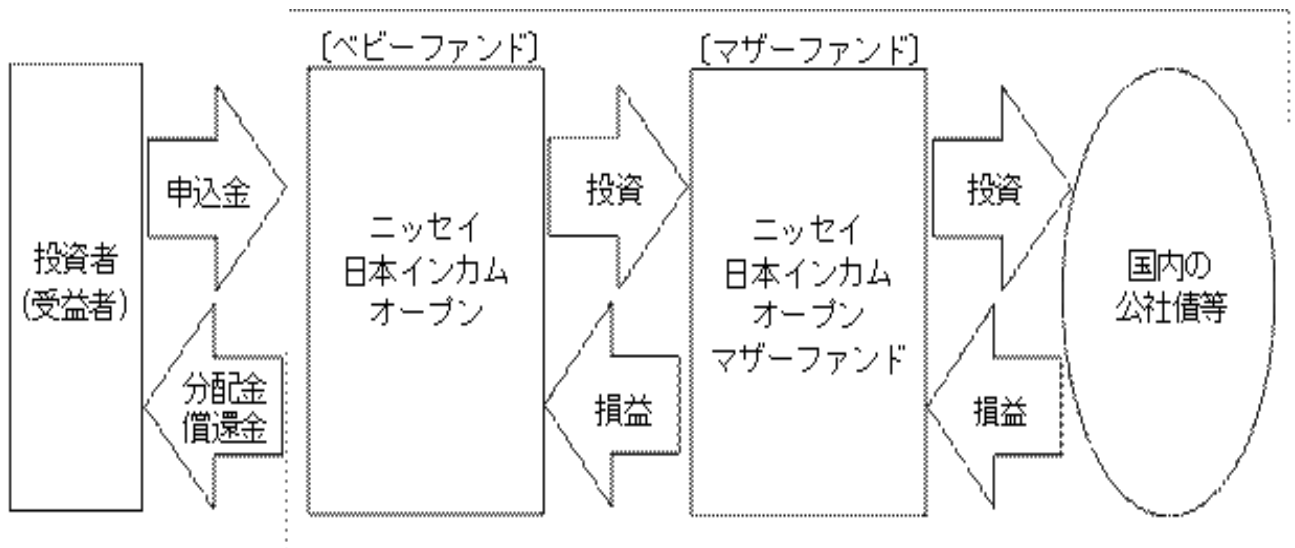 〔ベビーファンド〕
〔マザーファンド〕
投資者
(受益者)
申込金
分配金
償還金
ニッセイ
日本インカム
オープン
投資
損益
ニッセイ
日本インカム
オープン
マザーファンド
投資
損益
国内の
公社債等